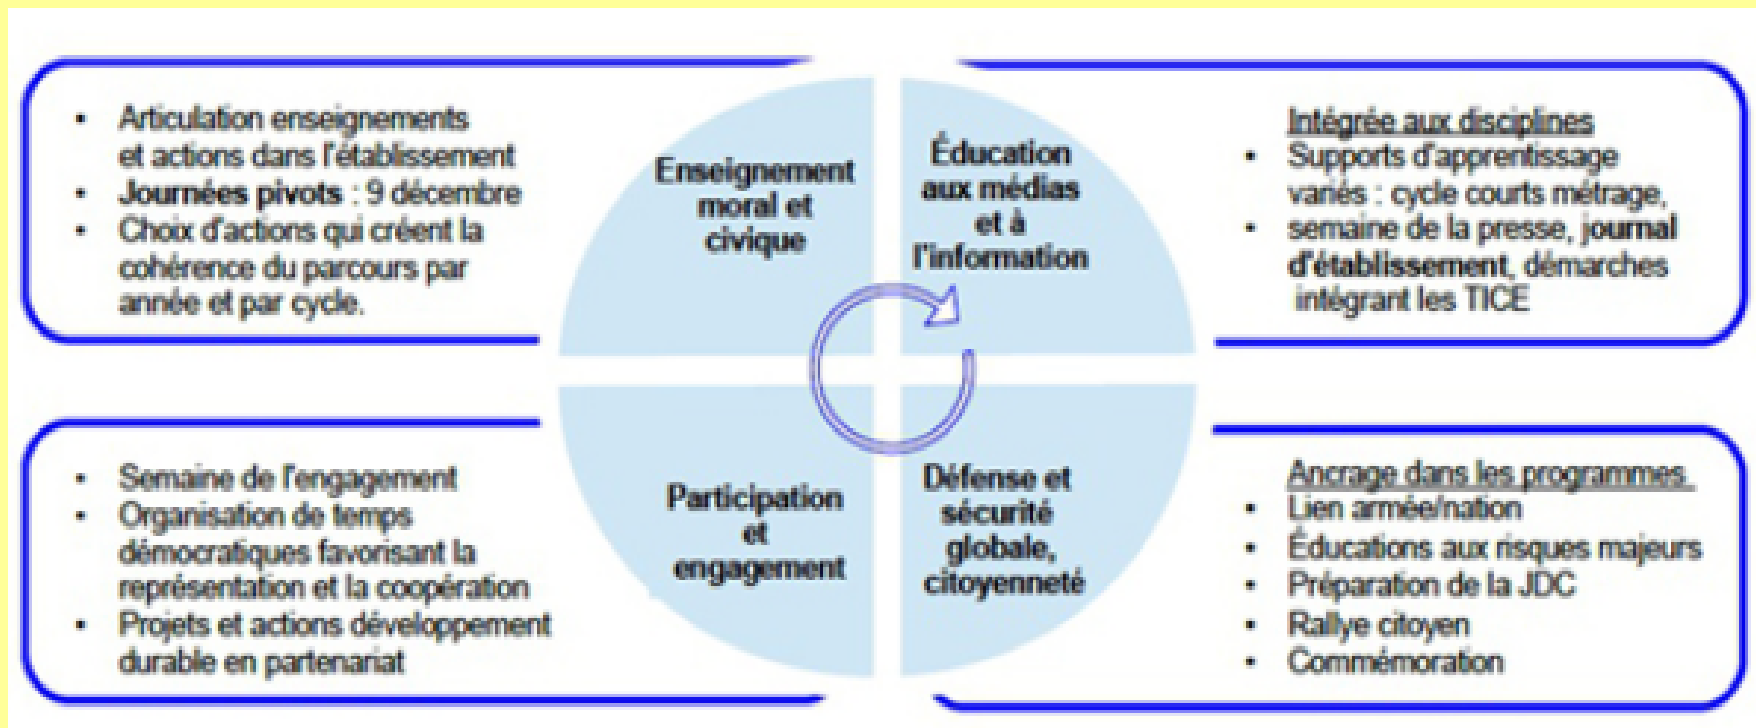 • Articulation enseignements
et actions dans l'établissement
• Journées pivots : 9 décembre
• Choix d'actions qui créent la
cohérence du parcours par
année et par cycle.
Enseignement
moral et
civique
Éducation
aux médias
et à
l'information
Intégrée aux disciplines
• Supports d'apprentissage
variés : cycle courts métrage,
• semaine de la presse, journal
d'établissement, démarches
intégrant les TICE
• Semaine de l'engagement
• Organisation de temps
démocratiques favorisant la
représentation et la coopération
• Projets et actions développement
durable en partenariat
Participation
et
engagement
Défense et
sécurité
globale,
citoyenneté
Ancrage dans les programmes
• Lien armée/nation
• Éducations aux risques majeurs
• Préparation de la JDC
• Rallye citoyen
• Commémoration